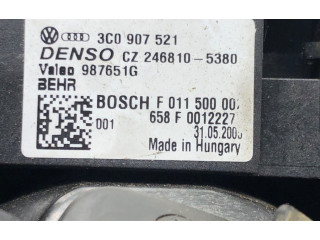 3C0 907 521
DENSO CZ 246810-5380
Valeo 987651G
BEHR
BOSCH F 011 500 00
001 658 F 0012227
31.05.200
Made in Hungary